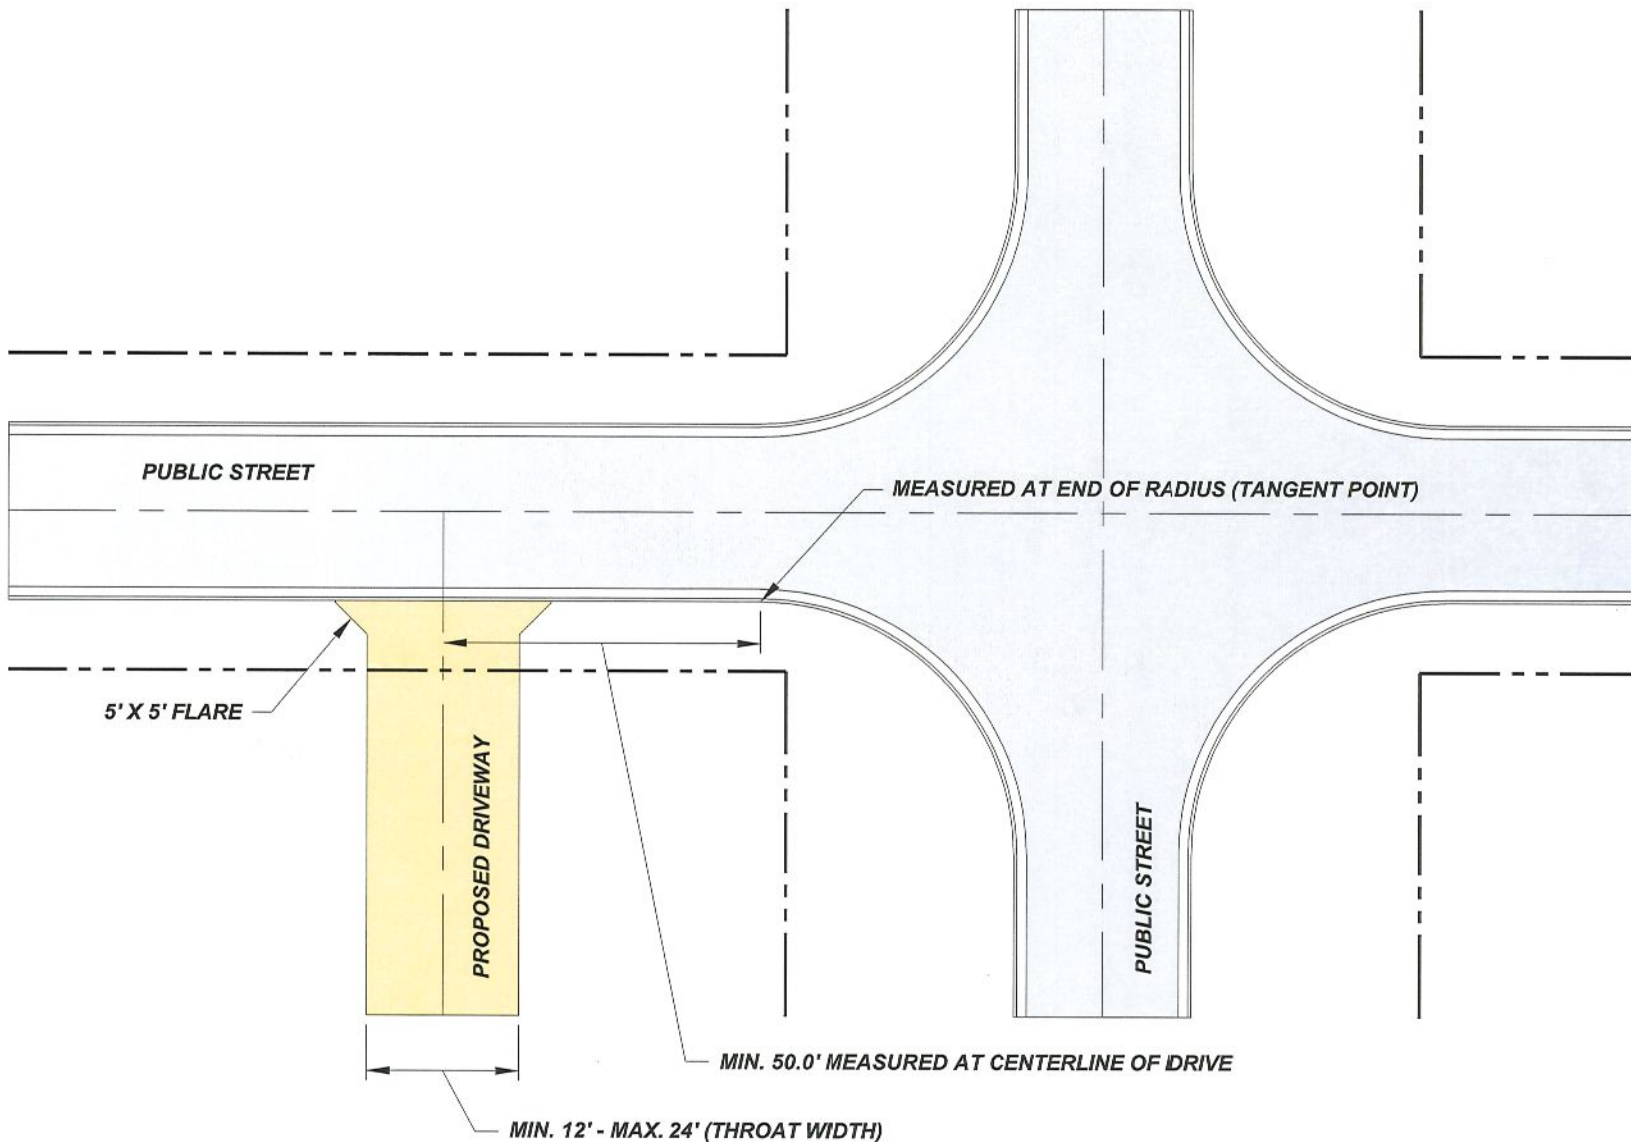 PUBLIC STREET
MEASURED AT END OF RADIUS (TANGENT POINT)
5' X 5' FLARE
PROPOSED DRIVEWAY
PUBLIC STREET
MIN. 50.0' MEASURED AT CENTERLINE OF DRIVE
MIN. 12' - MAX. 24' (THROAT WIDTH)